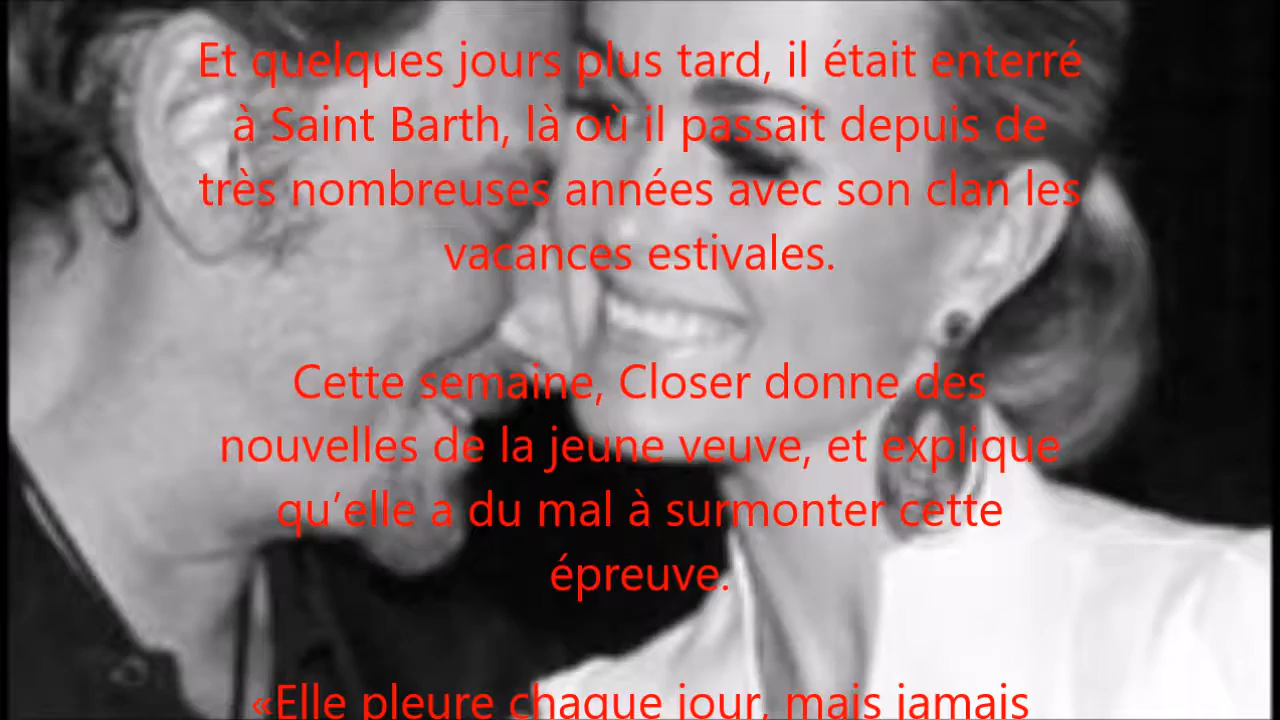 Et quelques jours plus tard, il était enterré
à Saint Barth, là où il passait depuis de
très nombreuses années avec son clan les
vacances estivales.
Cette semaine, Closer donne des
nouvelles de la jeune veuve, et explique
qu’elle a du mal à surmonter cette
épreuve.
«Elle pleure chaque jour, mais jamais